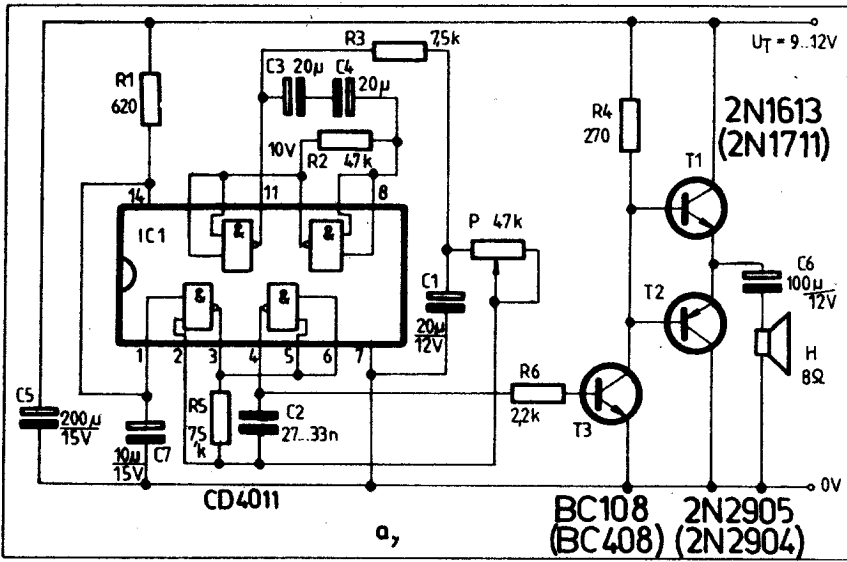 R3
7,5k
UT = 9..12V
C3 20µ C4
20µ
R1
620
10V
R2 47k
R4
270
2N1613
(2N1711)
T1
14
11
8
IC1
&
&
P 47k
C1
20µ
12V
C6
100µ
12V
T2
&
&
1 2 3 4 5 6 7
H
8Ω
R6
2,2k
T3
C5
200µ
15V
10µ
15V
C7
R5
7,5
k
C2
27...33n
CD4011
0V
a,
BC108
(BC408)
2N2905
(2N2904)